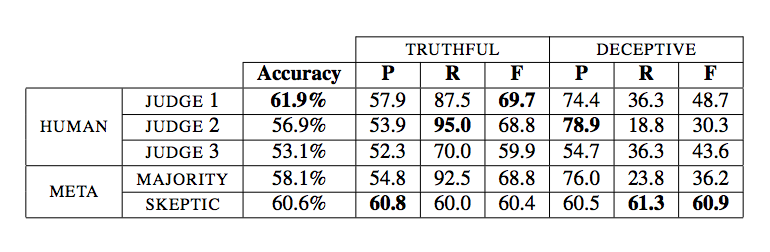 TRUTHFUL DECEPTIVE
Accuracy P R F P R F
HUMAN JUDGE 1 61.9% 57.9 87.5 69.7 74.4 36.3 48.7
JUDGE 2 56.9% 53.9 95.0 68.8 78.9 18.8 30.3
JUDGE 3 53.1% 52.3 70.0 59.9 54.7 36.3 43.6
META MAJORITY 58.1% 54.8 92.5 68.8 76.0 23.8 36.2
SKEPTIC 60.6% 60.8 60.0 60.4 60.5 61.3 60.9